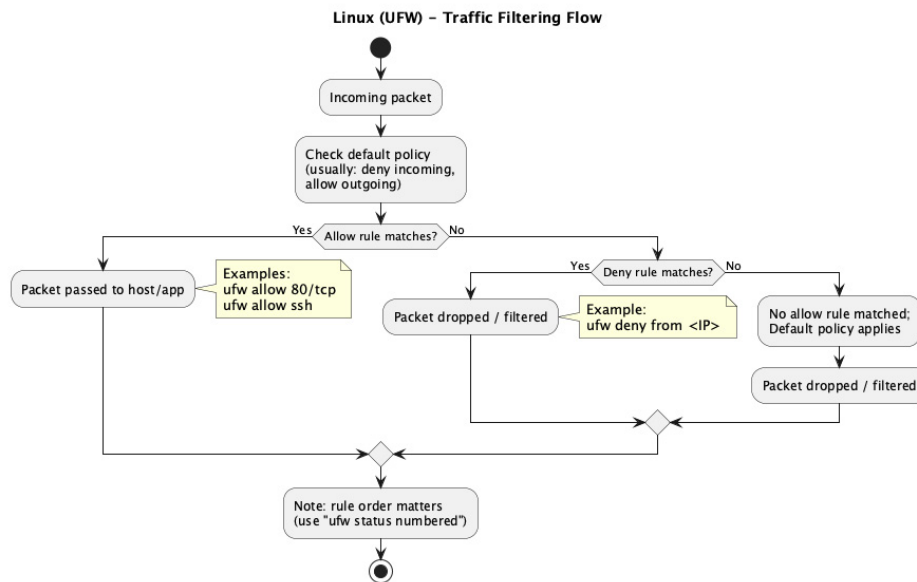 Linux (UFW) – Traffic Filtering Flow
Incoming packet
Check default policy
(usually: deny incoming,
allow outgoing)
Yes
Allow rule matches?
No
Packet passed to host/app
Examples:
ufw allow 80/tcp
ufw allow ssh
Yes
Deny rule matches?
No
Packet dropped / filtered
Example:
ufw deny from <IP>
No allow rule matched;
Default policy applies
Packet dropped / filtered
Note: rule order matters
(use "ufw status numbered")